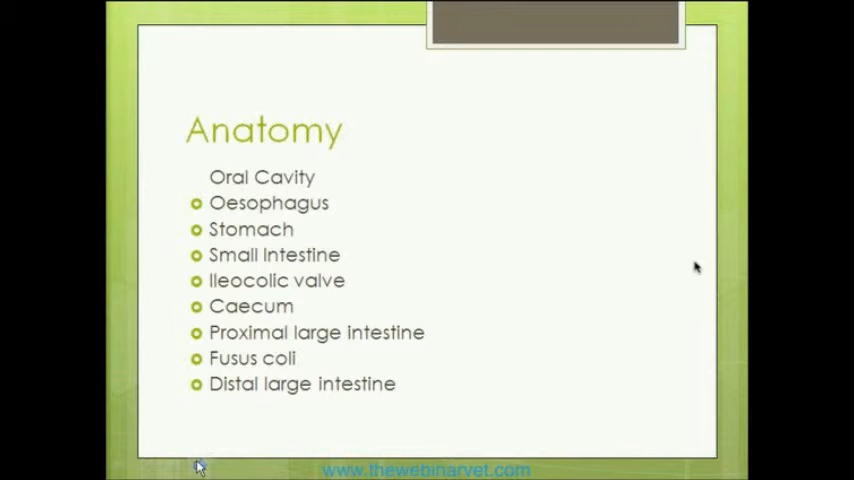 Anatomy
Oral Cavity
Oesophagus
Stomach
Small Intestine
Ileocolic valve
Caecum
Proximal large intestine
Fusus coli
Distal large intestine
www.thewebinarvet.com